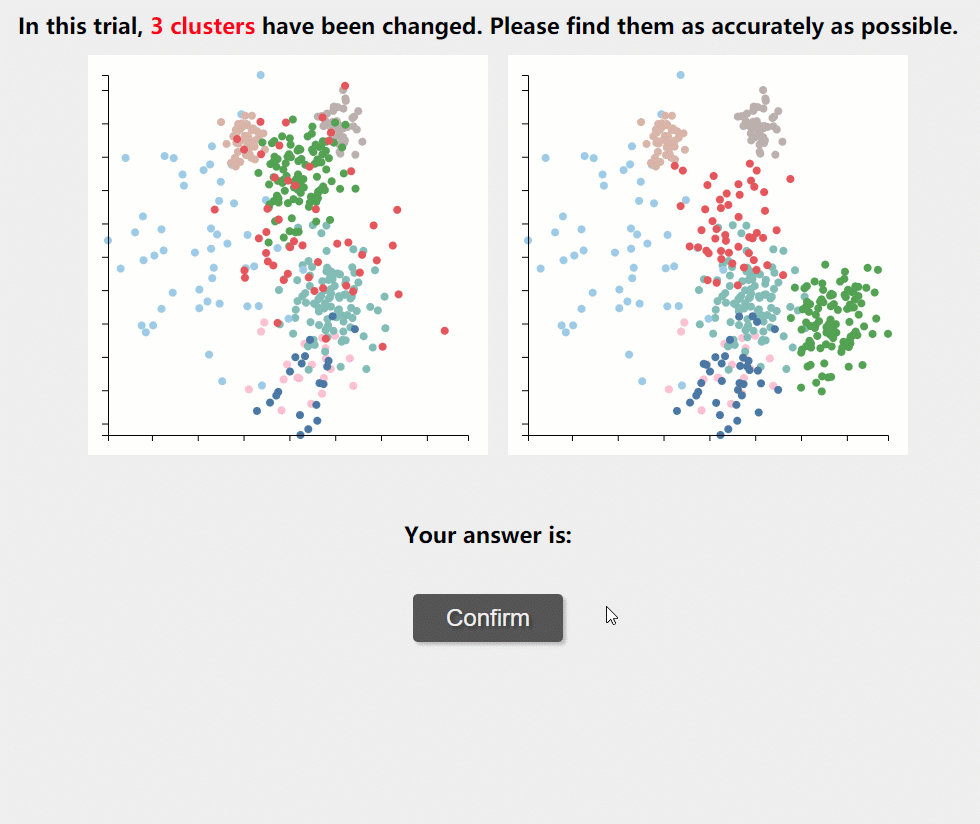 In this trial, 3 clusters have been changed. Please find them as accurately as possible.
Your answer is:
Confirm